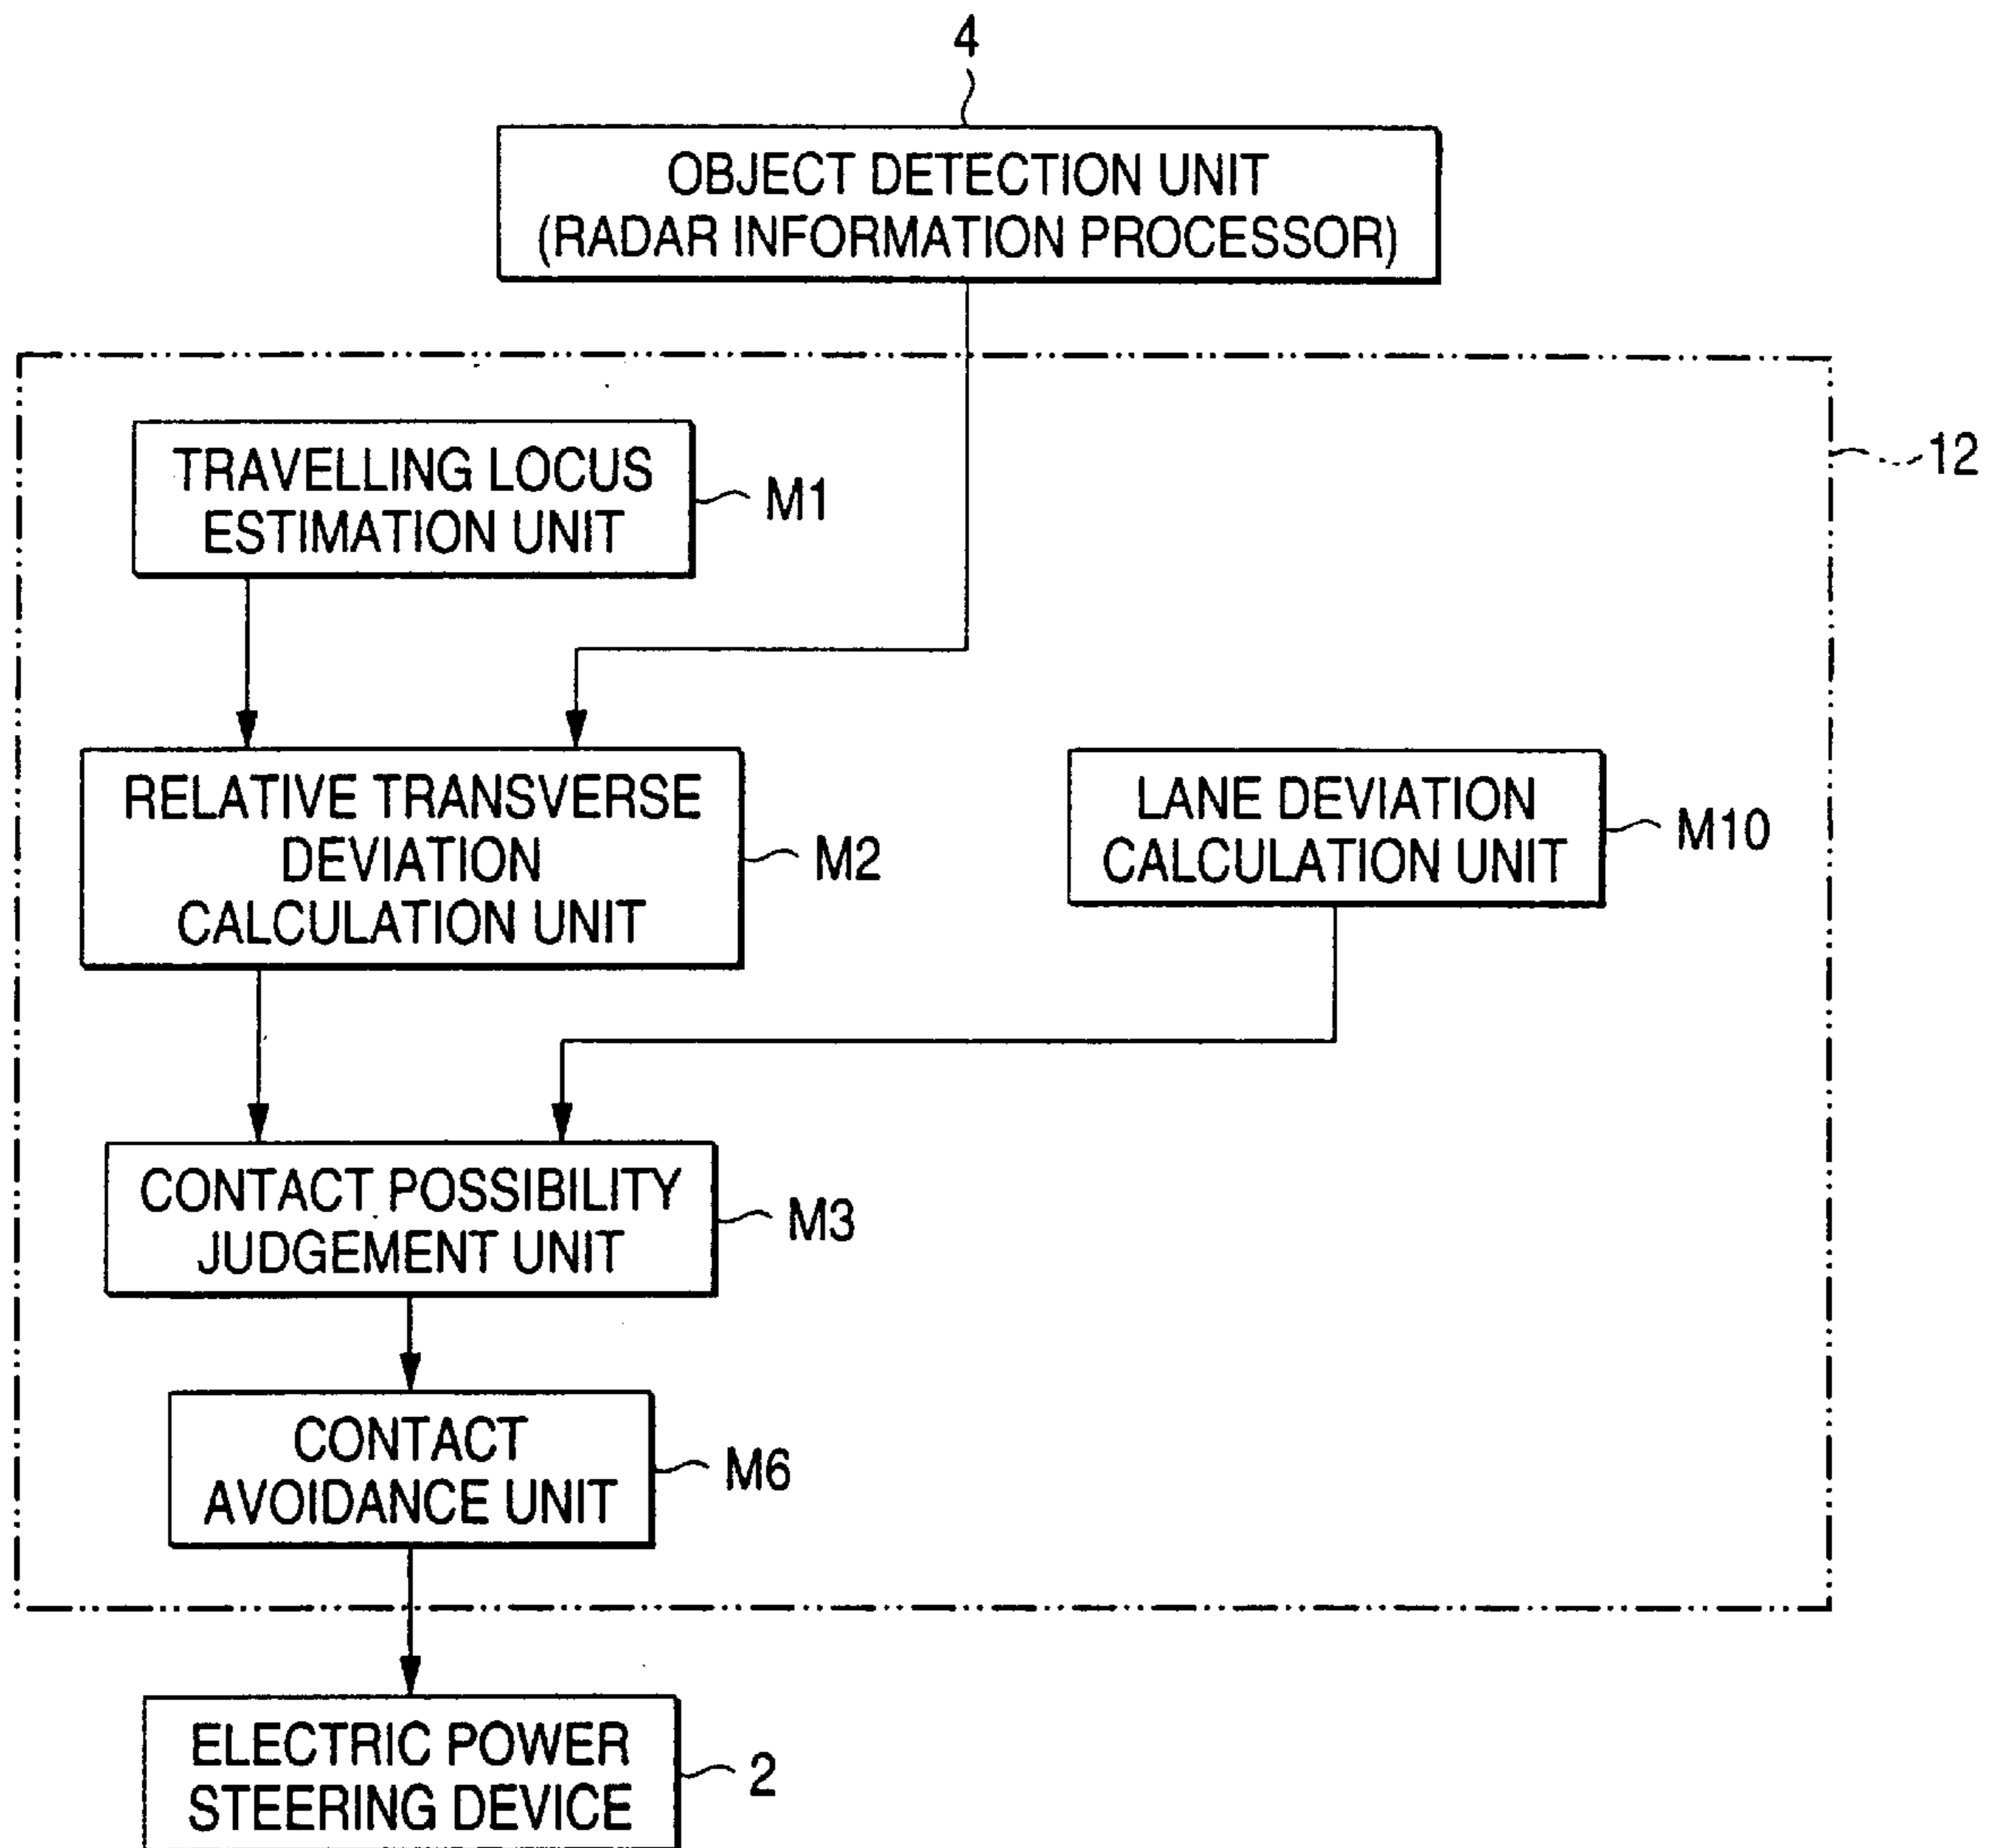 4
OBJECT DETECTION UNIT
(RADAR INFORMATION PROCESSOR)
12
TRAVELLING LOCUS
ESTIMATION UNIT
M1
RELATIVE TRANSVERSE
DEVIATION
CALCULATION UNIT
M2
LANE DEVIATION
CALCULATION UNIT
M10
CONTACT POSSIBILITY
JUDGEMENT UNIT
M3
CONTACT
AVOIDANCE UNIT
M6
ELECTRIC POWER
STEERING DEVICE
2